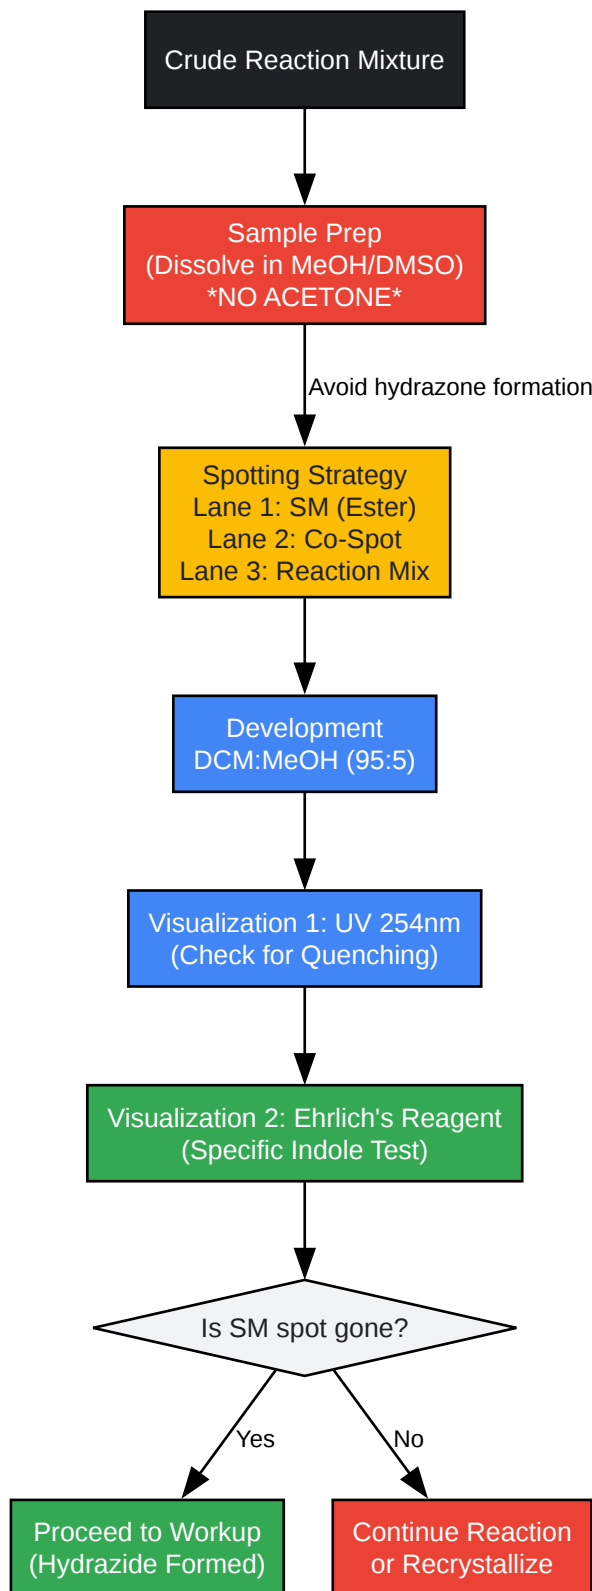 Crude Reaction Mixture
Sample Prep
(Dissolve in MeOH/DMSO)
*NO ACETONE*
Avoid hydrazone formation
Spotting Strategy
Lane 1: SM (Ester)
Lane 2: Co-Spot
Lane 3: Reaction Mix
Development
DCM:MeOH (95:5)
Visualization 1: UV 254nm
(Check for Quenching)
Visualization 2: Ehrlich's Reagent
(Specific Indole Test)
Is SM spot gone?
Yes
No
Proceed to Workup
(Hydrazide Formed)
Continue Reaction
or Recrystallize